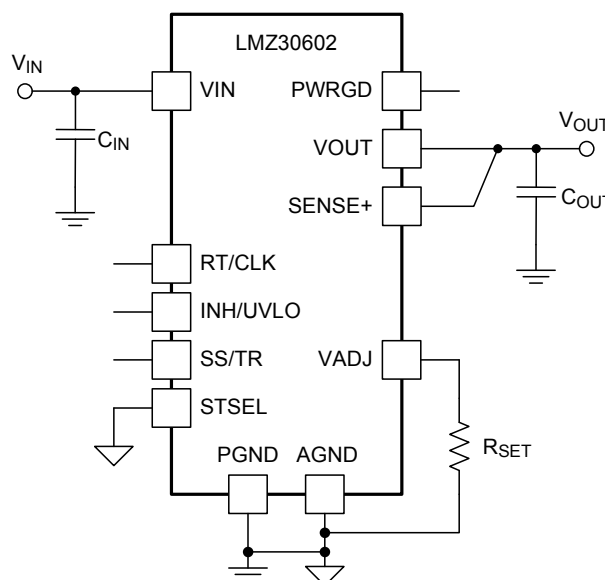 LMZ30602
VIN
VIN
PWRGD
CIN
VOUT
VOUT
SENSE+
COUT
RT/CLK
INH/UVLO
SS/TR
VADJ
STSEL
PGND
AGND
RSET